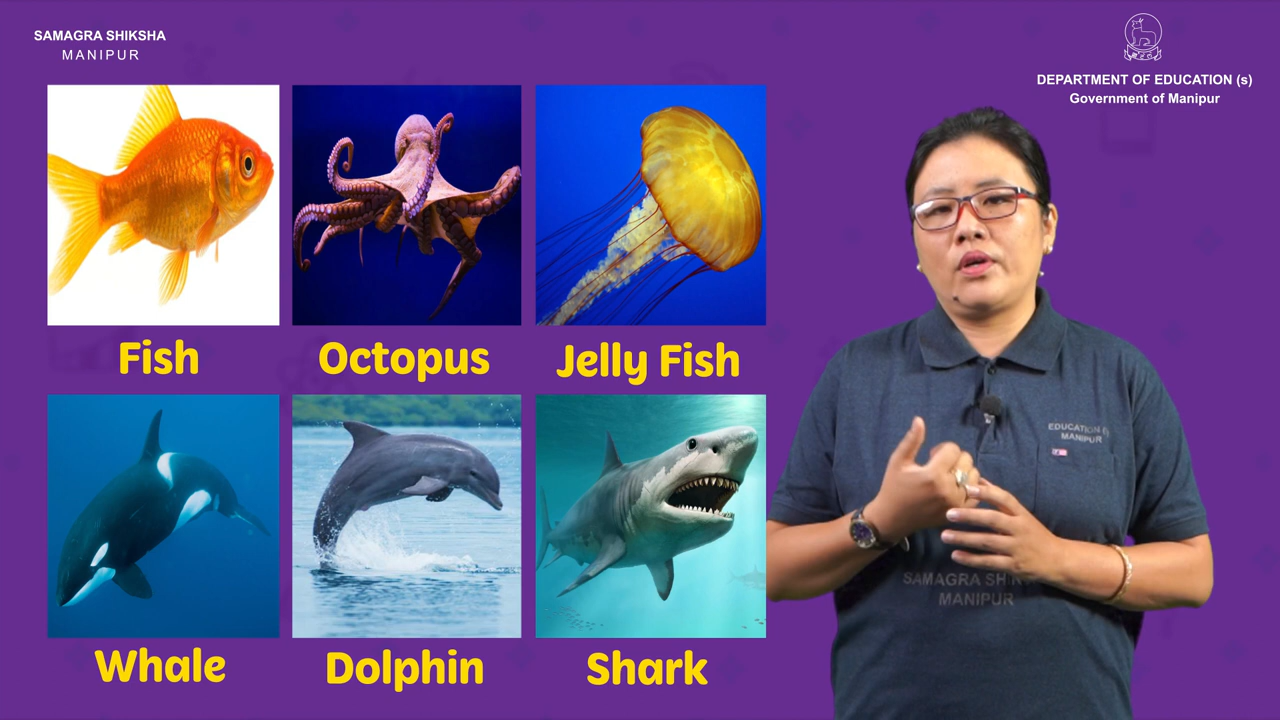 SAMAGRA SHIKSHA
MANIPUR
DEPARTMENT OF EDUCATION (s)
Government of Manipur
Fish
Octopus
Jelly Fish
Whale
Dolphin
Shark
MANIPUR
SAMAGRA
MANIPUR